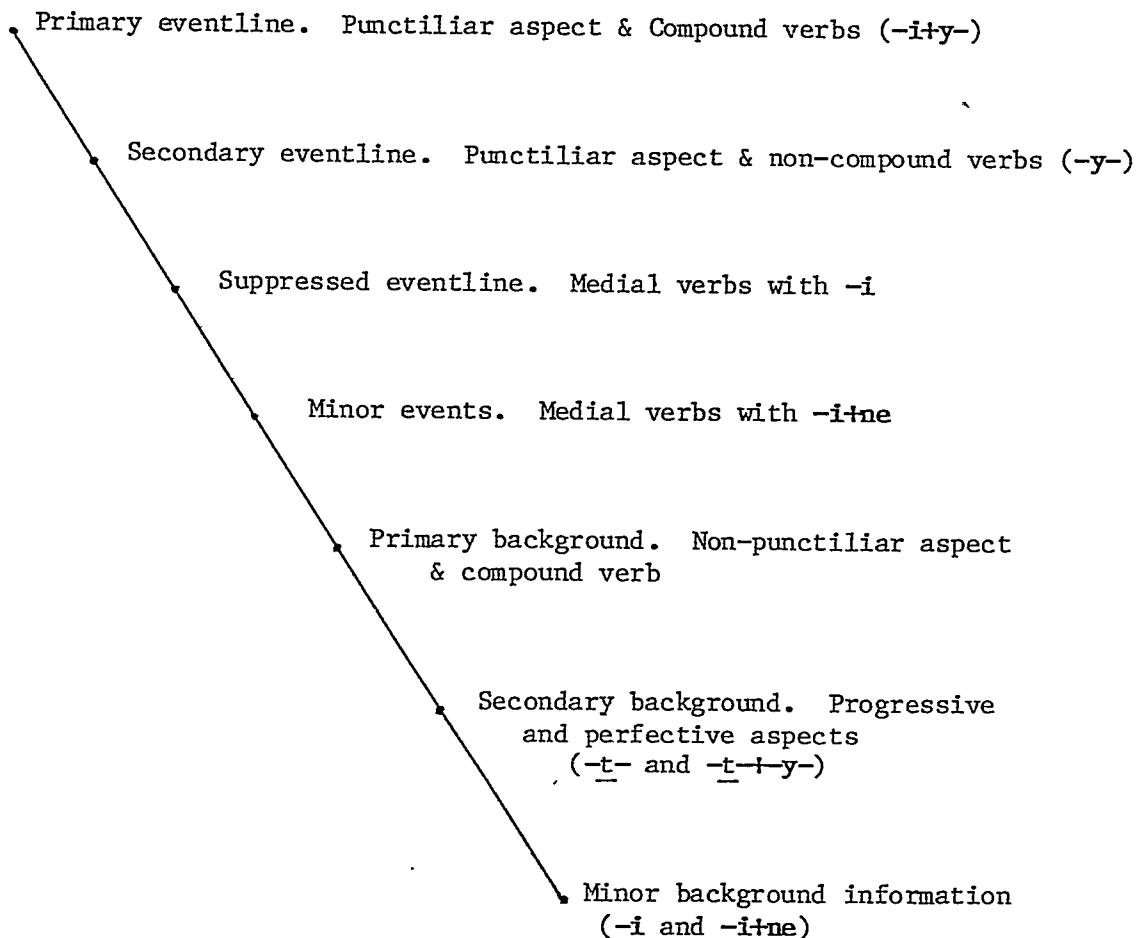 Primary eventline. Punctiliar aspect & Compound verbs (-i+y-)
Secondary eventline. Punctiliar aspect & non-compound verbs (-y-)
Suppressed eventline. Medial verbs with -i
Minor events. Medial verbs with -i+ne
Primary background. Non-punctiliar aspect
& compound verb
Secondary background. Progressive
and perfective aspects
(-t- and -t-+-y-)
Minor background information
(-i and -i+ne)